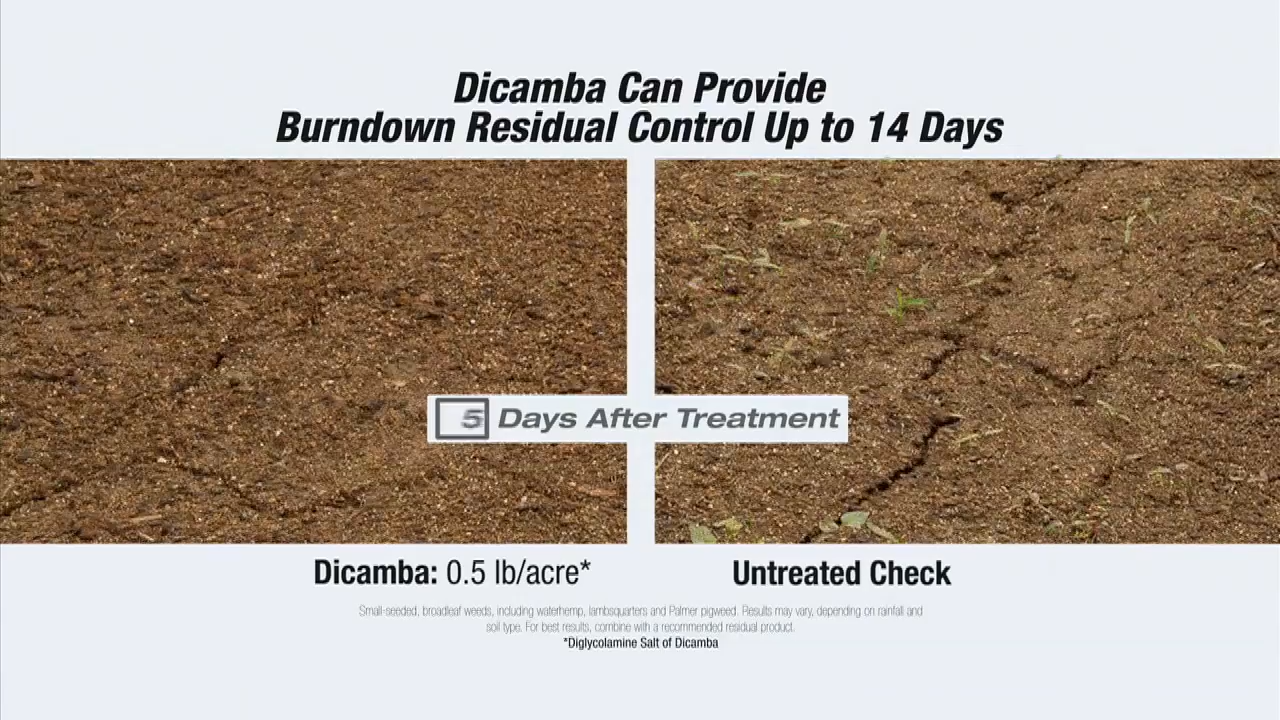 Dicamba Can Provide
Burndown Residual Control Up to 14 Days
5 Days After Treatment
Dicamba: 0.5 lb/acre*
Untreated Check
Small-seeded, broadleaf weeds, including waterhemp, lambsquarters and Palmer pigweed. Results may vary, depending on rainfall and
soil type. For best results, combine with a recommended residual product.
*Diglycolamine Salt of Dicamba